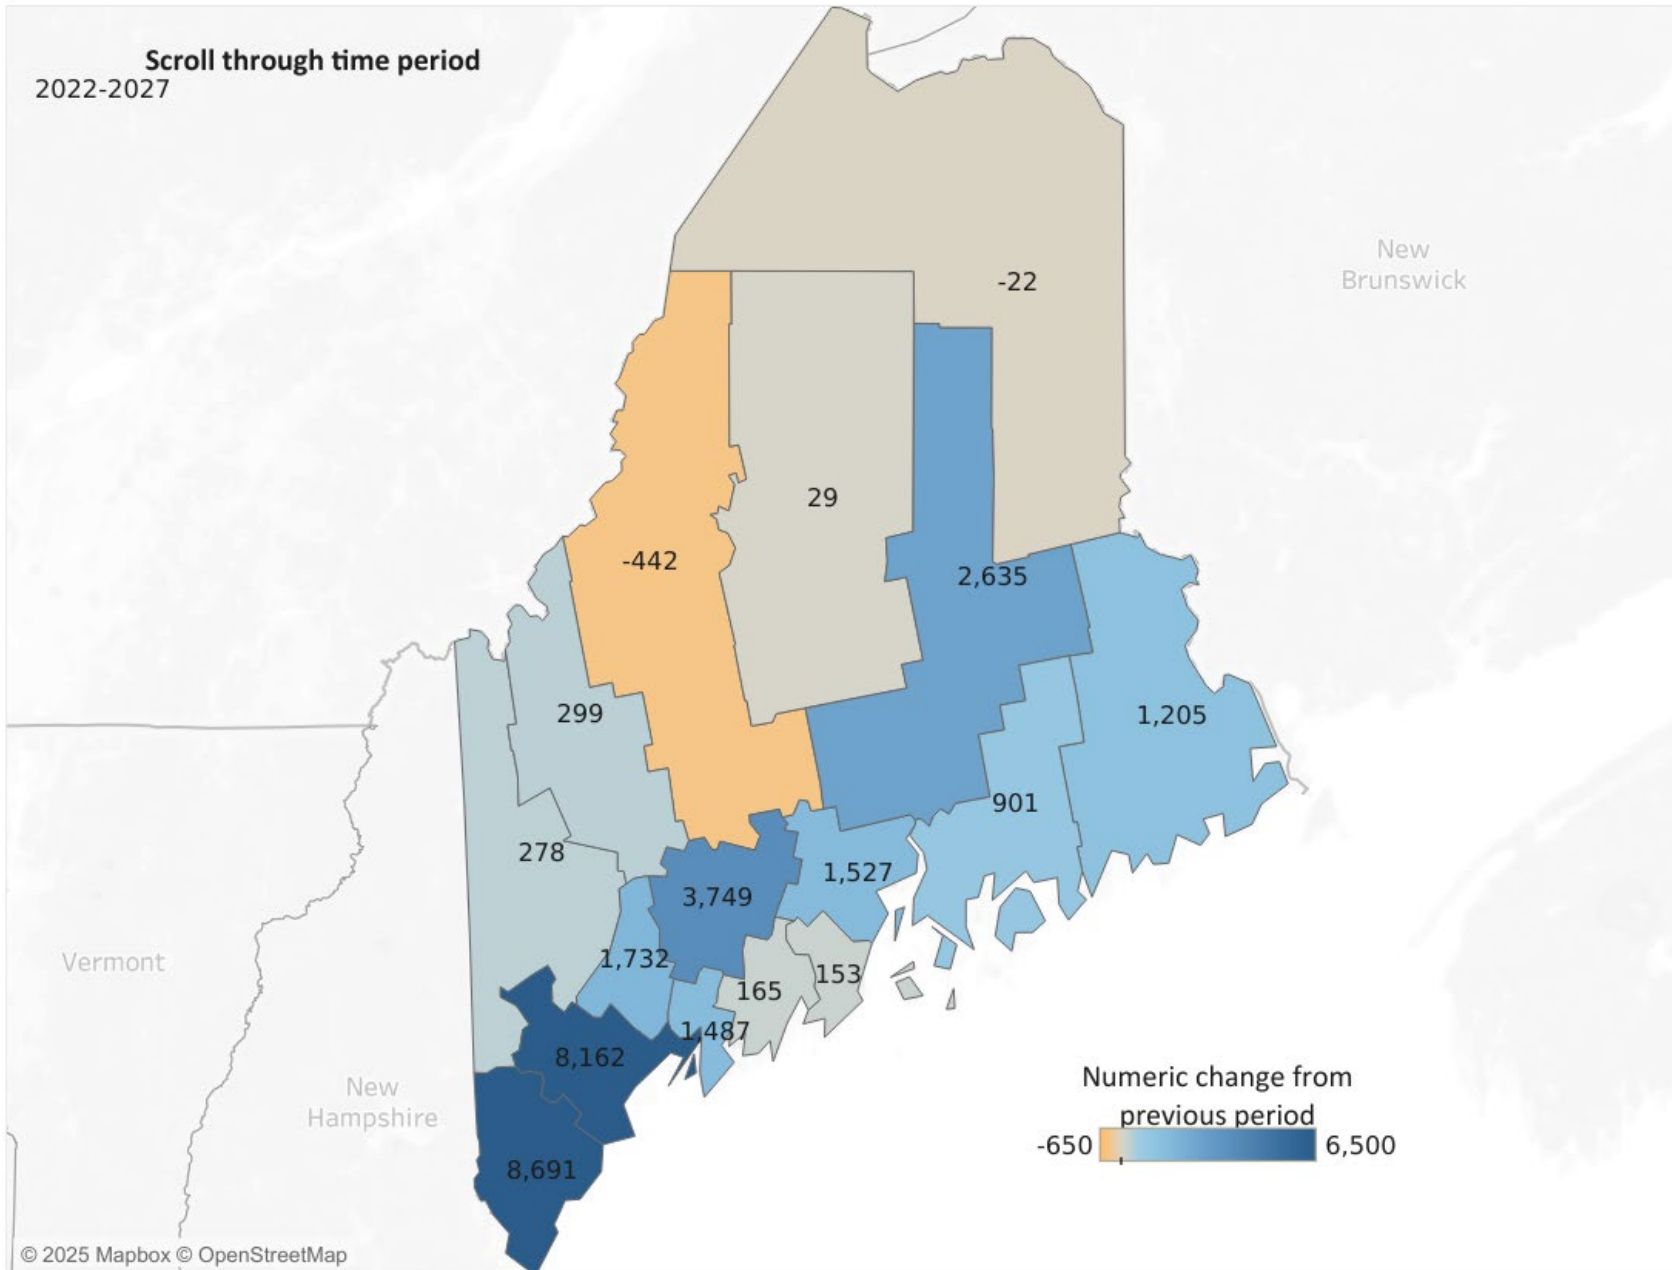 Scroll through time period
2022-2027
New
Brunswick
-22
29
-442
2,635
299
1,205
901
278
1,527
3,749
1,732
Vermont
153
165
1,487
8,162
New
Hampshire
Numeric change from
previous period
-650
6,500
8,691
© 2025 Mapbox © OpenStreetMap